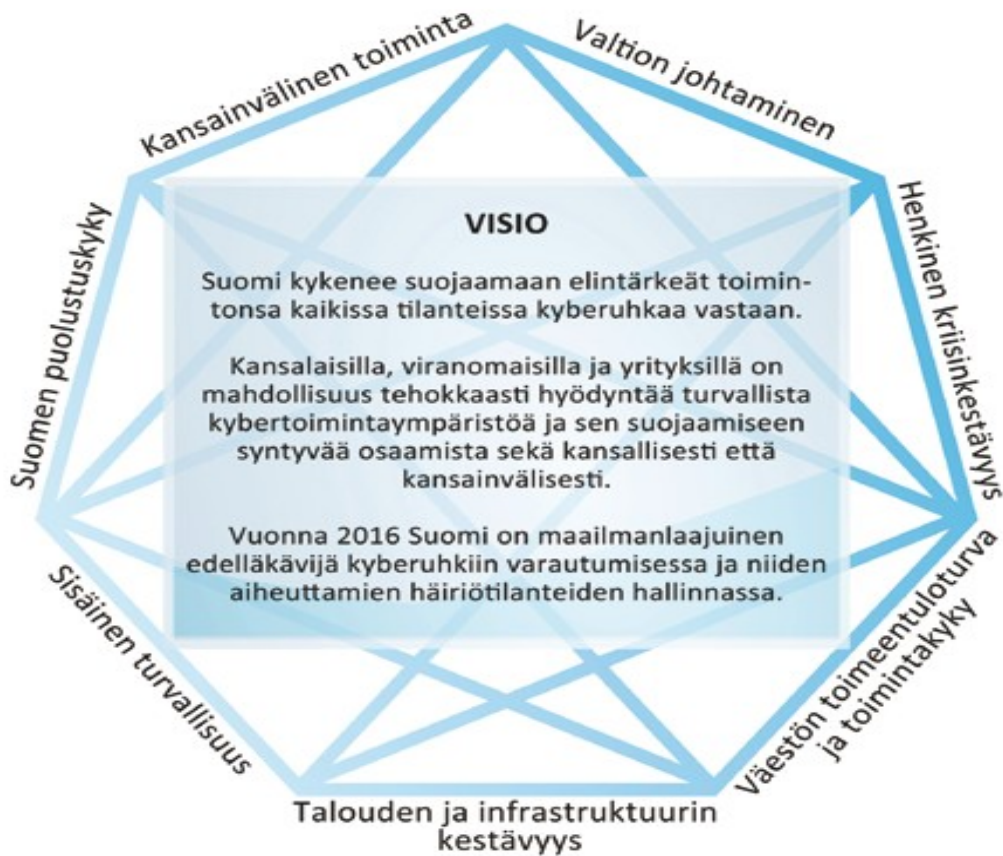 Kansainvälinen toiminta
Valtion johtaminen
Henkinen kriisinkestävyys
Väestön toimeentuloturva
ja toimintakyky
Talouden ja infrastruktuurin
kestävyys
Sisäinen turvallisuus
Suomen puolustuskyky
VISIO
Suomi kykenee suojaamaan elintärkeät toimin-
tonsa kaikissa tilanteissa kyberuhkaa vastaan.
Kansalaisilla, viranomaisilla ja yrityksillä on
mahdollisuus tehokkaasti hyödyntää turvallista
kybertoimintaympäristöä ja sen suojaamiseen
syntyvää osaamista sekä kansallisesti että
kansainvälisesti.
Vuonna 2016 Suomi on maailmanlaajuinen
edelläkävijä kyberuhkiin varautumisessa ja niiden
aiheuttamien häiriötilanteiden hallinnassa.